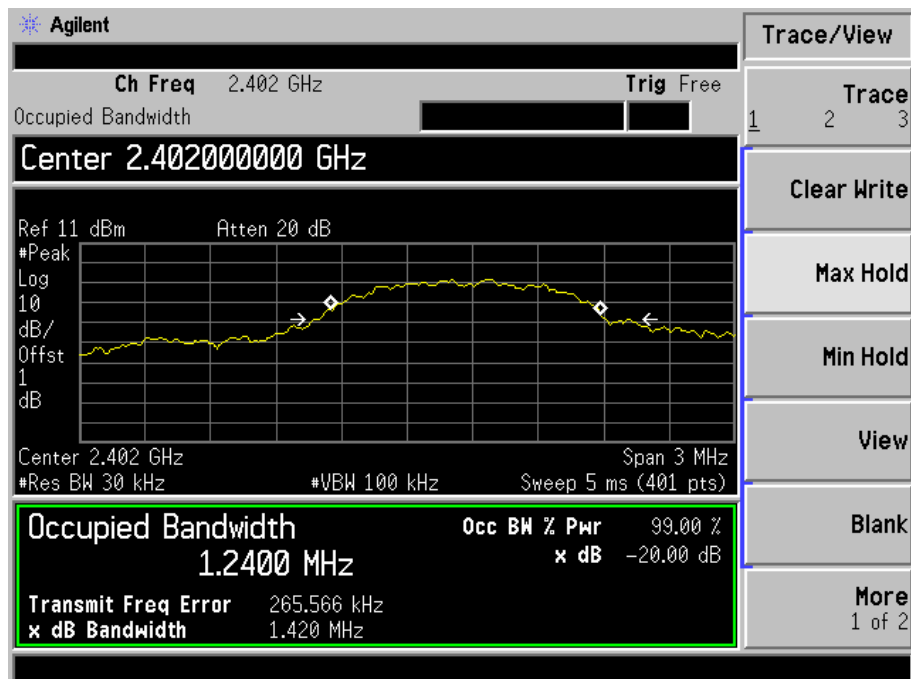 Agilent
Trace/View
Ch Freq 2.402 GHz Trig Free
Occupied Bandwidth
Trace
1 2 3
Center 2.402000000 GHz
Clear Write
Ref 11 dBm Atten 20 dB
#Peak
Log
10
dB/
Offst
1
dB
Max Hold
Min Hold
View
Center 2.402 GHz Span 3 MHz
#Res BW 30 kHz #VBW 100 kHz Sweep 5 ms (401 pts)
Occupied Bandwidth
1.2400 MHz
Occ BW % Pwr 99.00 %
x dB -20.00 dB
Blank
Transmit Freq Error 265.566 kHz
x dB Bandwidth 1.420 MHz
More
1 of 2